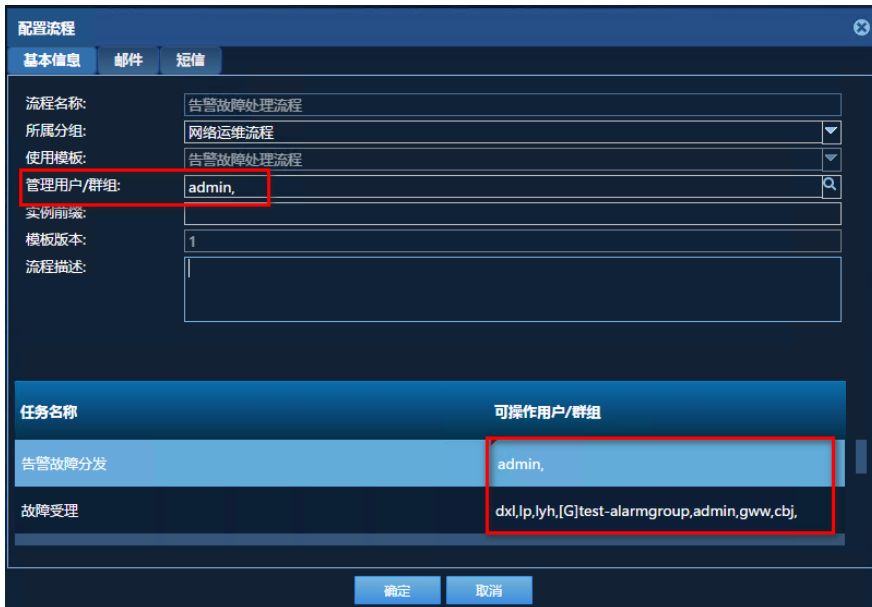 配置流程
基本信息 邮件 短信
流程名称: 告警故障处理流程
所属分组: 网络运维流程
使用模板: 告警故障处理流程
管理用户/群组: admin,
实例前缀:
模板版本: 1
流程描述:
任务名称 可操作用户/群组
告警故障分发 admin,
故障受理 dxl,lp,lyh,[G]test-alarmgroup,admin,gww,cbj,
确定 取消